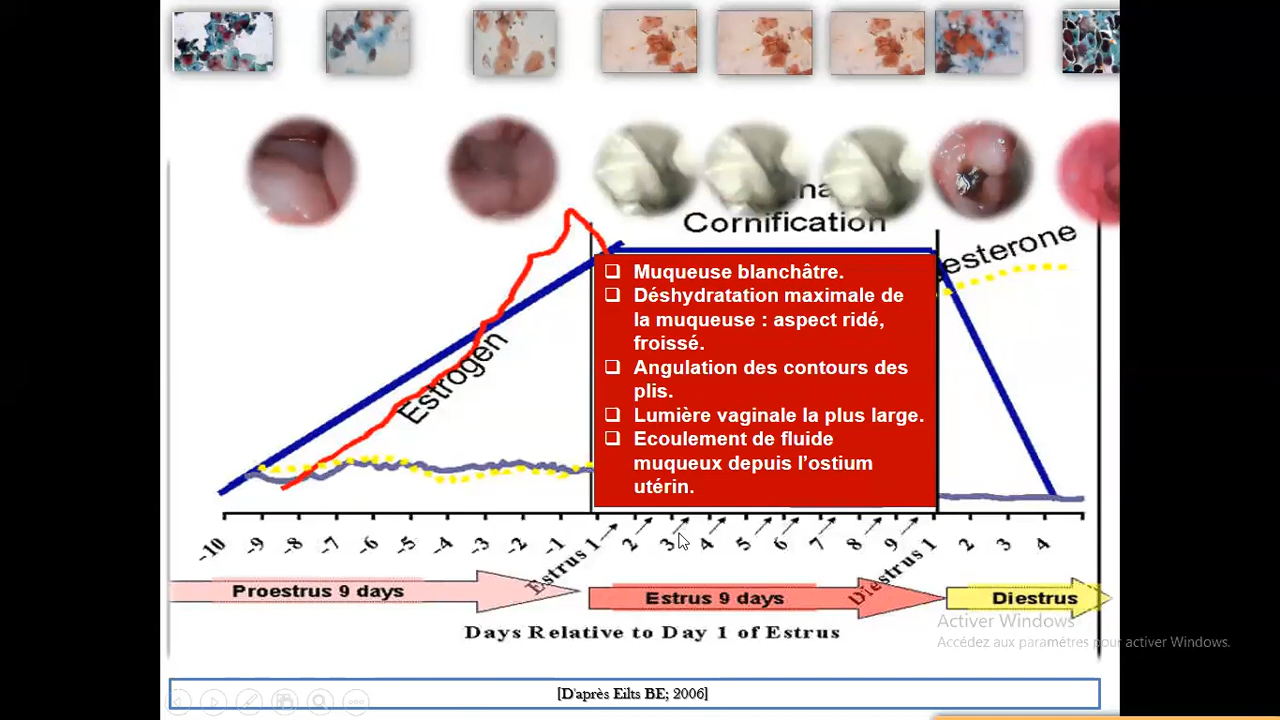 Cornification
esterone
Estrogen
❑ Muqueuse blanchâtre.
❑ Déshydratation maximale de
la muqueuse : aspect ridé,
froissé.
❑ Angulation des contours des
plis.
❑ Lumière vaginale la plus large.
❑ Ecoulement de fluide
muqueux depuis l’ostium
utérin.
-10 -9 -8 -7 -6 -5 -4 -3 -2 -1 Estrus 1 2 3 4 5 6 7 8 9 Diestrus 1 2 3 4
Proestrus 9 days
Estrus 9 days
Diestrus
Days Relative to Day 1 of Estrus
Activer Windows
Accédez aux paramètres pour activer Windows.
[D'après Eilts BE; 2006]